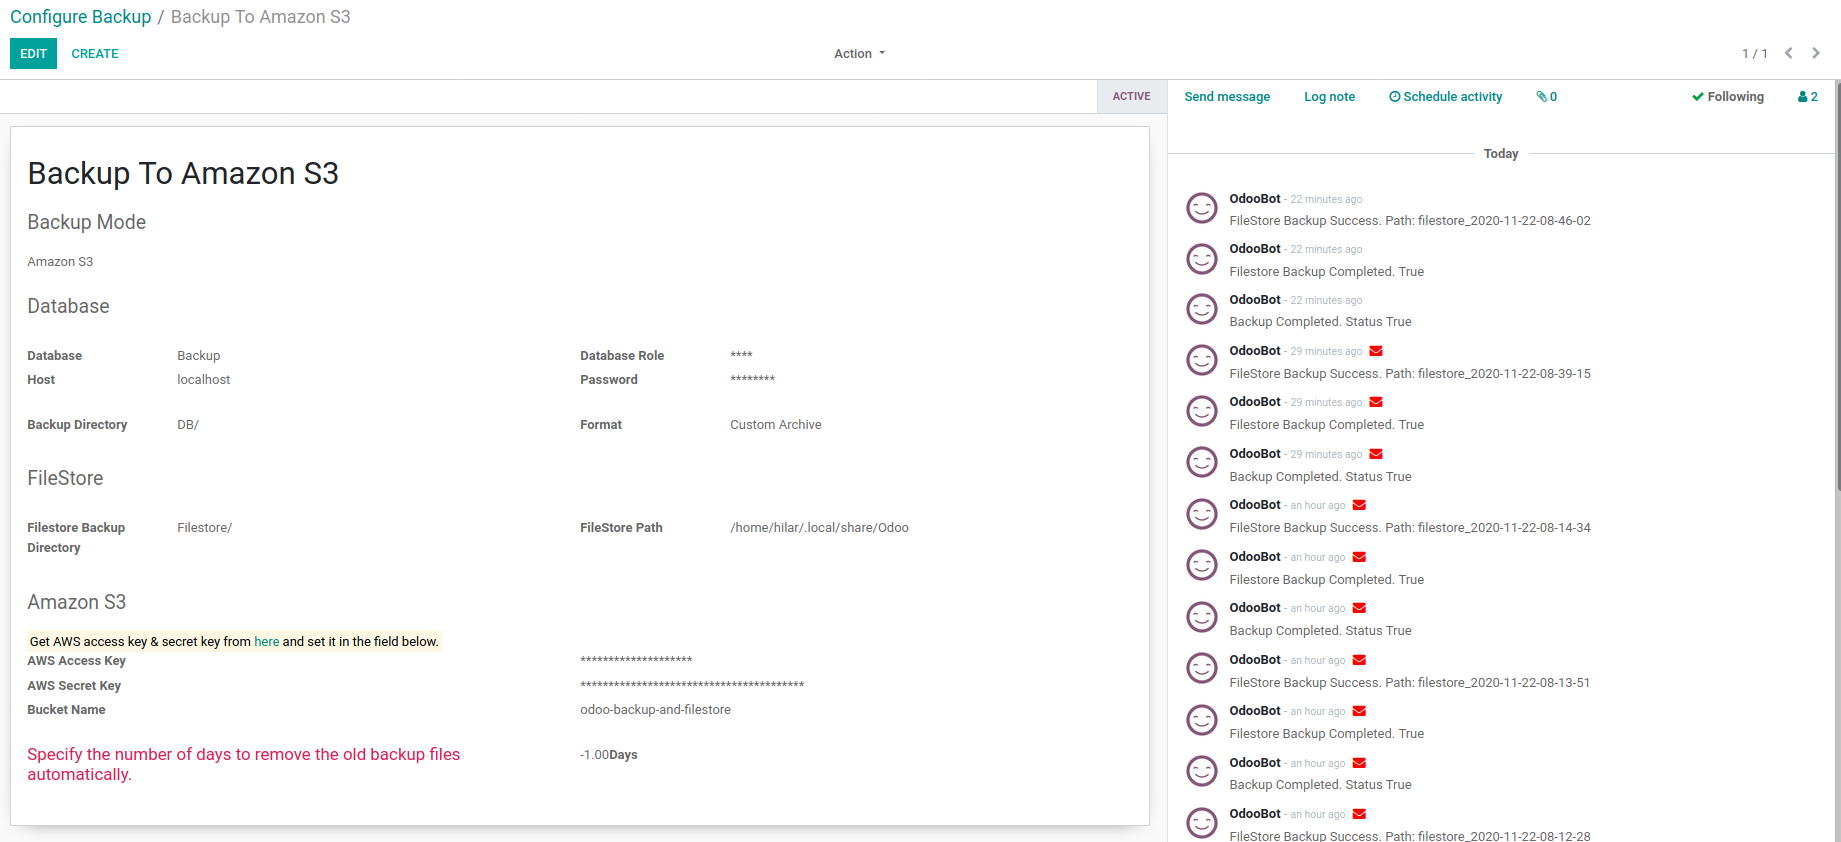 Configure Backup / Backup To Amazon S3
EDIT CREATE Action 1 / 1
ACTIVE
Backup To Amazon S3
Backup Mode
Amazon S3
Database
Database Backup Database Role ****
Host localhost Password ********
Backup Directory DB/ Format Custom Archive
FileStore
Filestore Backup Filestore/ FileStore Path /home/hilar/.local/share/Odoo
Directory
Amazon S3
Get AWS access key & secret key from here and set it in the field below.
AWS Access Key ********************
AWS Secret Key ****************************************
Bucket Name odoo-backup-and-filestore
Specify the number of days to remove the old backup files -1.00Days
automatically.
Send message Log note Schedule activity 0 Following 2
Today
OdooBot - 22 minutes ago
FileStore Backup Success. Path: filestore_2020-11-22-08-46-02
OdooBot - 22 minutes ago
Filestore Backup Completed. True
OdooBot - 22 minutes ago
Backup Completed. Status True
OdooBot - 29 minutes ago
FileStore Backup Success. Path: filestore_2020-11-22-08-39-15
OdooBot - 29 minutes ago
Filestore Backup Completed. True
OdooBot - 29 minutes ago
Backup Completed. Status True
OdooBot - an hour ago
FileStore Backup Success. Path: filestore_2020-11-22-08-14-34
OdooBot - an hour ago
Filestore Backup Completed. True
OdooBot - an hour ago
Backup Completed. Status True
OdooBot - an hour ago
FileStore Backup Success. Path: filestore_2020-11-22-08-13-51
OdooBot - an hour ago
Filestore Backup Completed. True
OdooBot - an hour ago
Backup Completed. Status True
OdooBot - an hour ago
FileStore Backup Success. Path: filestore_2020-11-22-08-12-28